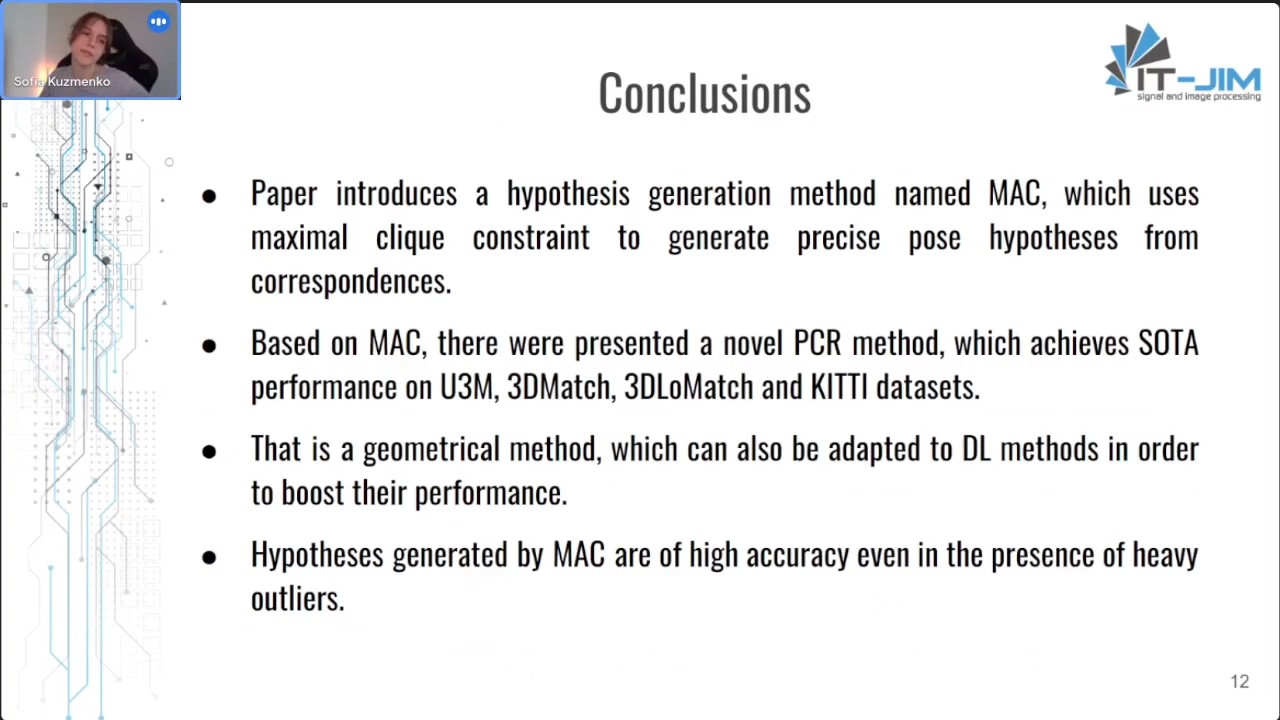 Sofia Kuzmenko
IT-JIM
signal and image processing
Conclusions
● Paper introduces a hypothesis generation method named MAC, which uses
maximal clique constraint to generate precise pose hypotheses from
correspondences.
● Based on MAC, there were presented a novel PCR method, which achieves SOTA
performance on U3M, 3DMatch, 3DLoMatch and KITTI datasets.
● That is a geometrical method, which can also be adapted to DL methods in order
to boost their performance.
● Hypotheses generated by MAC are of high accuracy even in the presence of heavy
outliers.
12